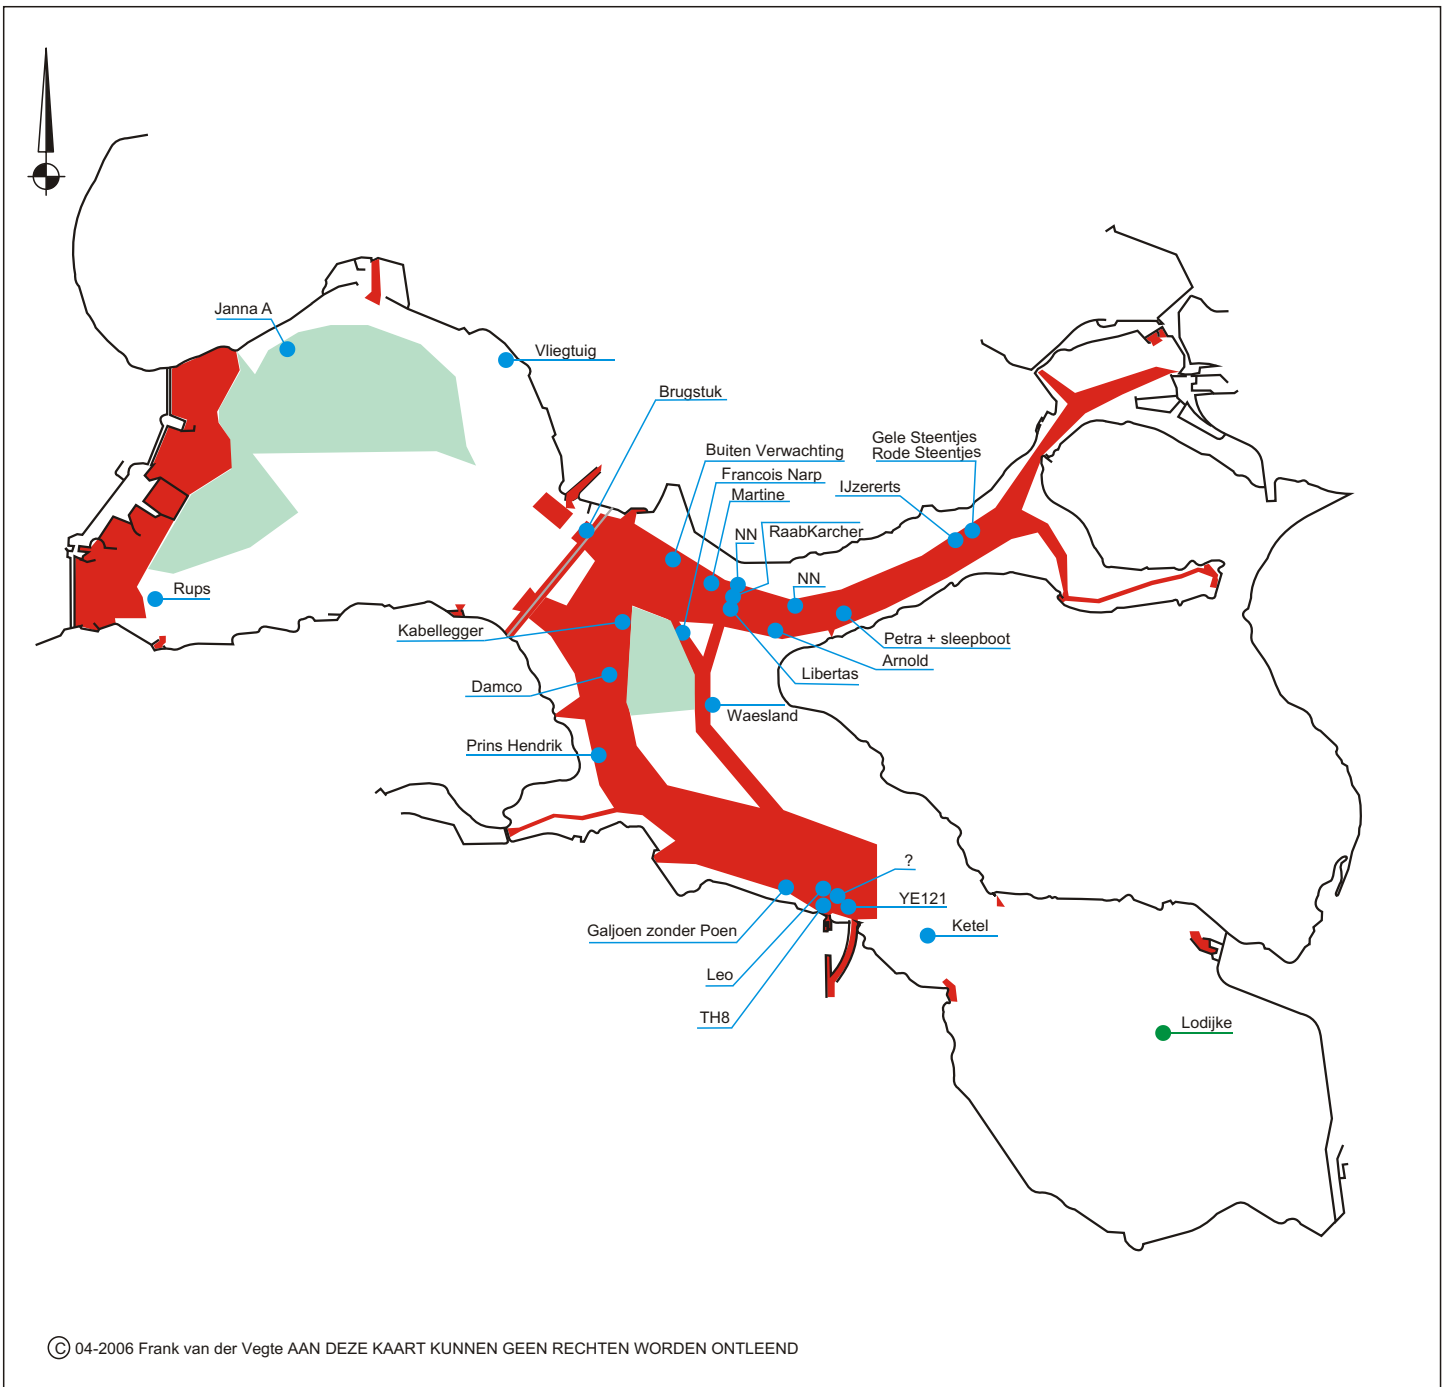 Janna A
Vliegtuig
Brugstuk
Buiten Verwachting
Francois Narp
Martine
NN
RaabKarcher
IJzererts
Gele Steentjes
Rode Steentjes
NN
Rups
Kabellegger
Petra + sleepboot
Arnold
Libertas
Damco
Waesland
Prins Hendrik
?
YE121
Galjoen zonder Poen
Ketel
Leo
TH8
Lodijke
© 04-2006 Frank van der Vegte AAN DEZE KAART KUNNEN GEEN RECHTEN WORDEN ONTLEEND